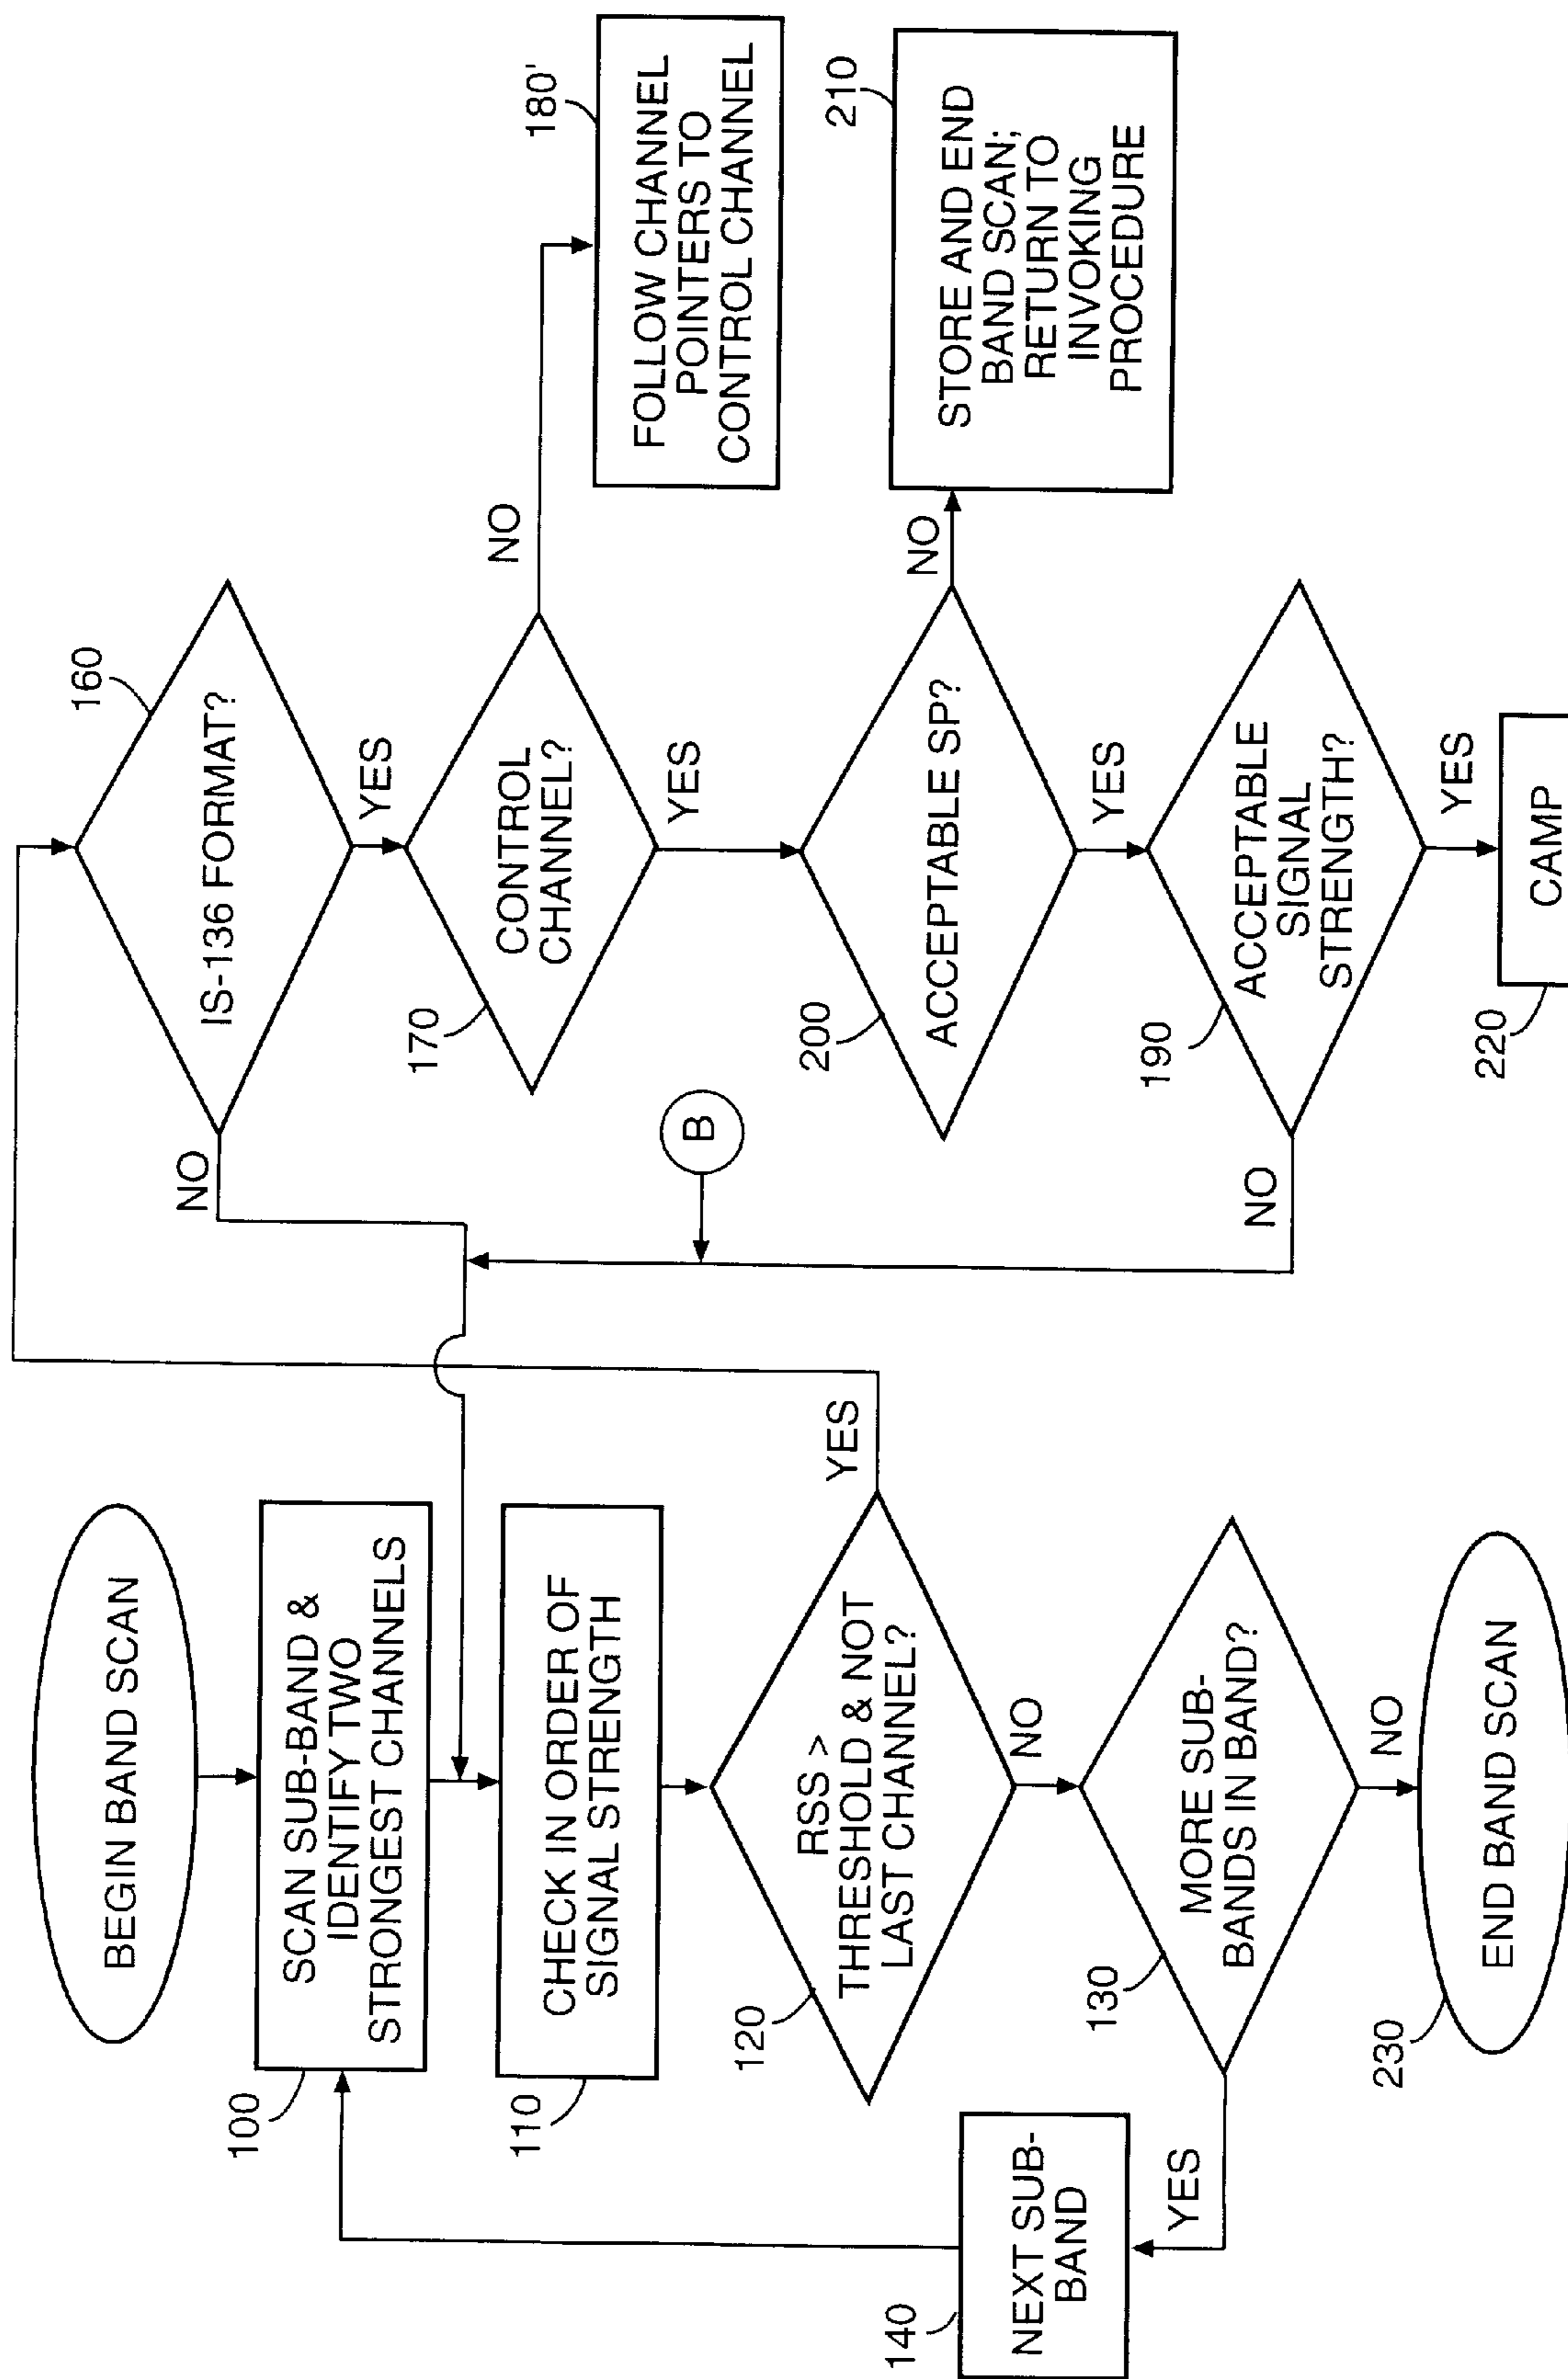 BEGIN BAND SCAN
100
SCAN SUB-BAND &
IDENTIFY TWO
STRONGEST CHANNELS
110
CHECK IN ORDER OF
SIGNAL STRENGTH
120
RSS >
THRESHOLD & NOT
LAST CHANNEL?
YES
NO
130
MORE SUB-
BANDS IN BAND?
YES
NO
140
NEXT SUB-
BAND
230
END BAND SCAN
160
IS-136 FORMAT?
NO
YES
170
CONTROL
CHANNEL?
NO
YES
180'
FOLLOW CHANNEL
POINTERS TO
CONTROL CHANNEL
B
200
ACCEPTABLE SP?
NO
YES
210
STORE AND END
BAND SCAN;
RETURN TO
INVOKING
PROCEDURE
190
ACCEPTABLE
SIGNAL
STRENGTH?
NO
YES
220
CAMP